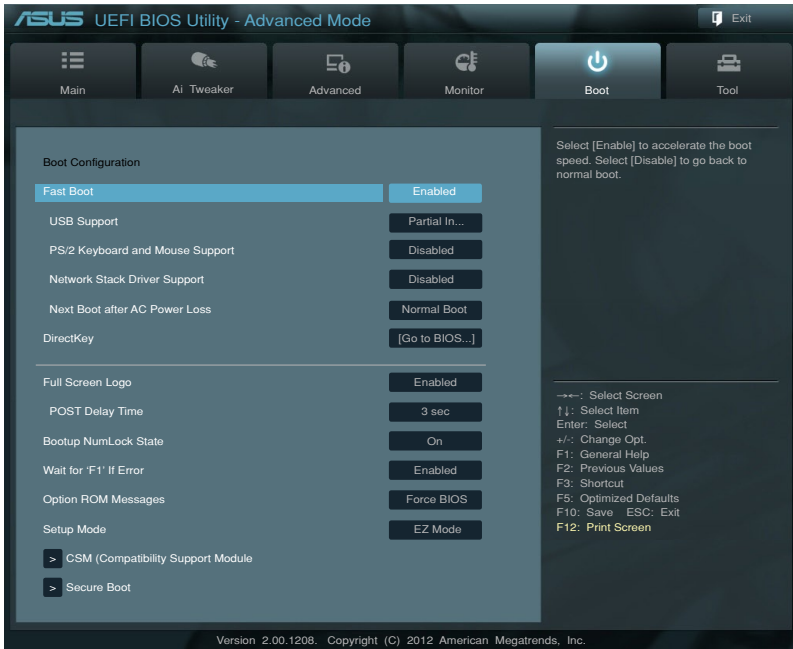 ASUS UEFI BIOS Utility - Advanced Mode
Exit
Main
Ai Tweaker
Advanced
Monitor
Boot
Tool
Boot Configuration
Fast Boot Enabled
USB Support Partial In...
PS/2 Keyboard and Mouse Support Disabled
Network Stack Driver Support Disabled
Next Boot after AC Power Loss Normal Boot
DirectKey [Go to BIOS...]
Full Screen Logo Enabled
POST Delay Time 3 sec
Bootup NumLock State On
Wait for ‘F1’ If Error Enabled
Option ROM Messages Force BIOS
Setup Mode EZ Mode
> CSM (Compatibility Support Module
> Secure Boot
Select [Enable] to accelerate the boot
speed. Select [Disable] to go back to
normal boot.
→←: Select Screen
↑↓: Select Item
Enter: Select
+/-: Change Opt.
F1: General Help
F2: Previous Values
F3: Shortcut
F5: Optimized Defaults
F10: Save ESC: Exit
F12: Print Screen
Version 2.00.1208. Copyright (C) 2012 American Megatrends, Inc.